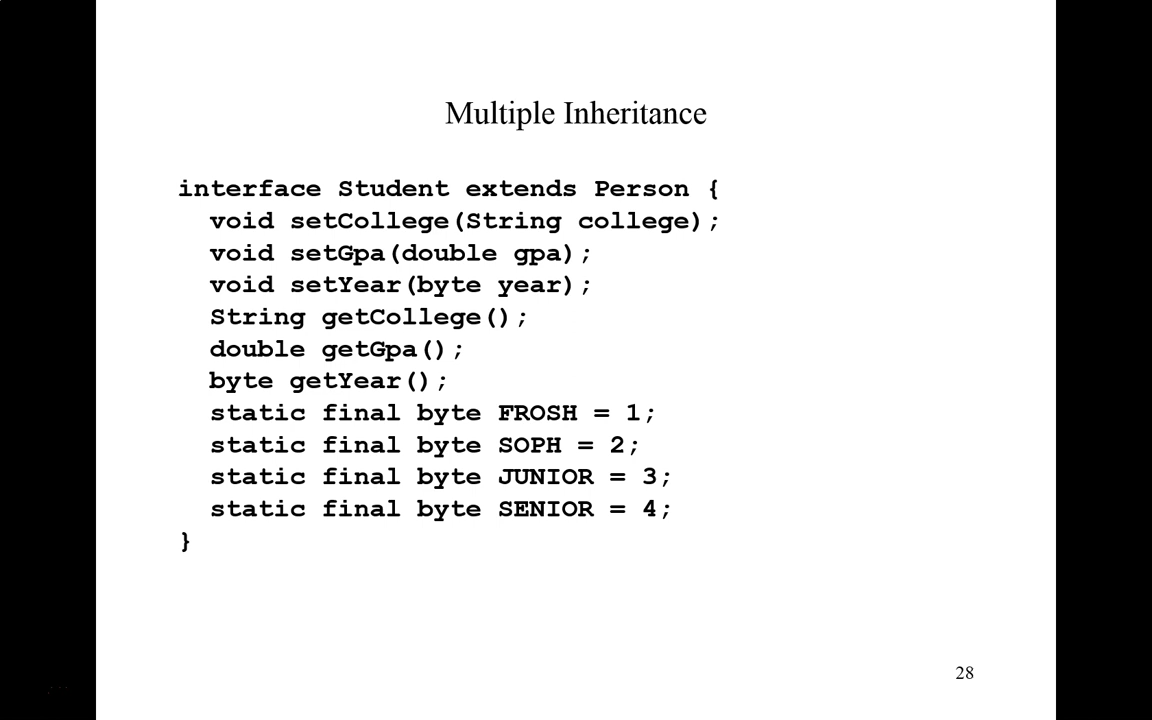 Multiple Inheritance
interface Student extends Person {
  void setCollege(String college);
  void setGpa(double gpa);
  void setYear(byte year);
  String getCollege();
  double getGpa();
  byte getYear();
  static final byte FROSH = 1;
  static final byte SOPH = 2;
  static final byte JUNIOR = 3;
  static final byte SENIOR = 4;
}
28